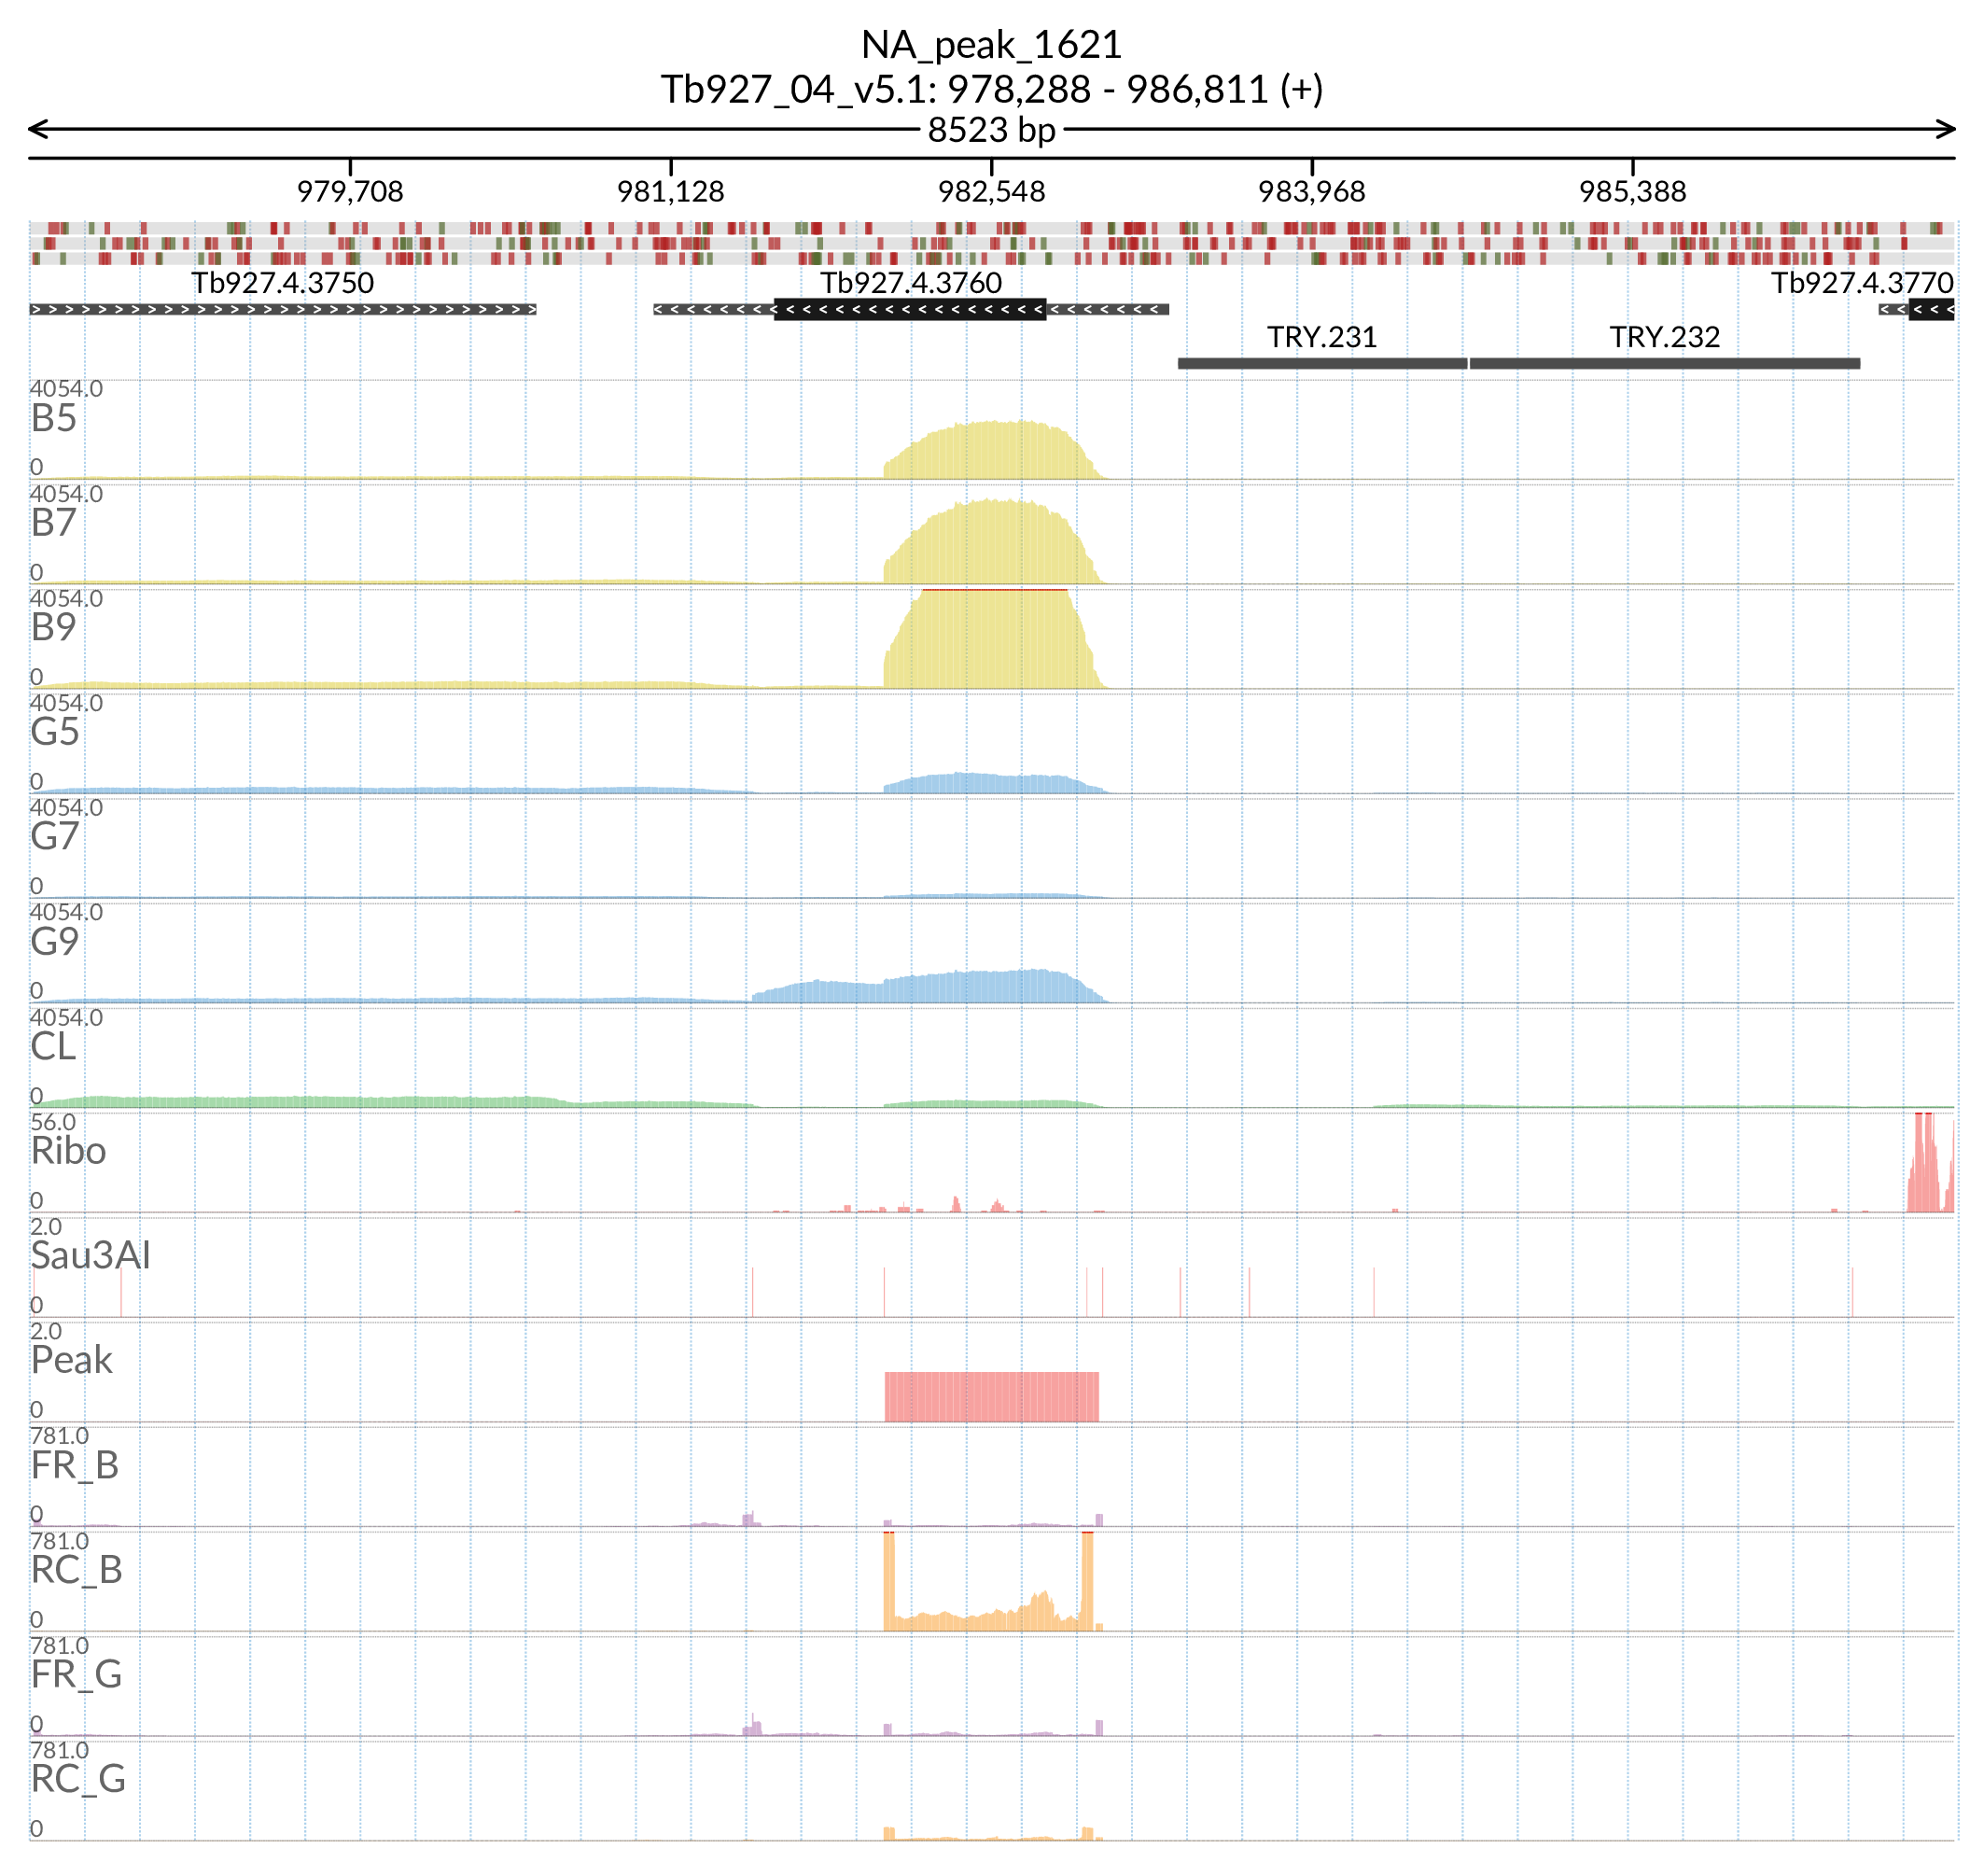 NA_peak_1621
Tb927_04_v5.1: 978,288 - 986,811 (+)
8523 bp
979,708 981,128 982,548 983,968 985,388
Tb927.4.3750 Tb927.4.3760 Tb927.4.3770
TRY.231 TRY.232
4054.0
B5
0
4054.0
B7
0
4054.0
B9
0
4054.0
G5
0
4054.0
G7
0
4054.0
G9
0
4054.0
CL
0
56.0
Ribo
0
2.0
Sau3AI
0
2.0
Peak
0
781.0
FR_B
0
781.0
RC_B
0
781.0
FR_G
0
781.0
RC_G
0